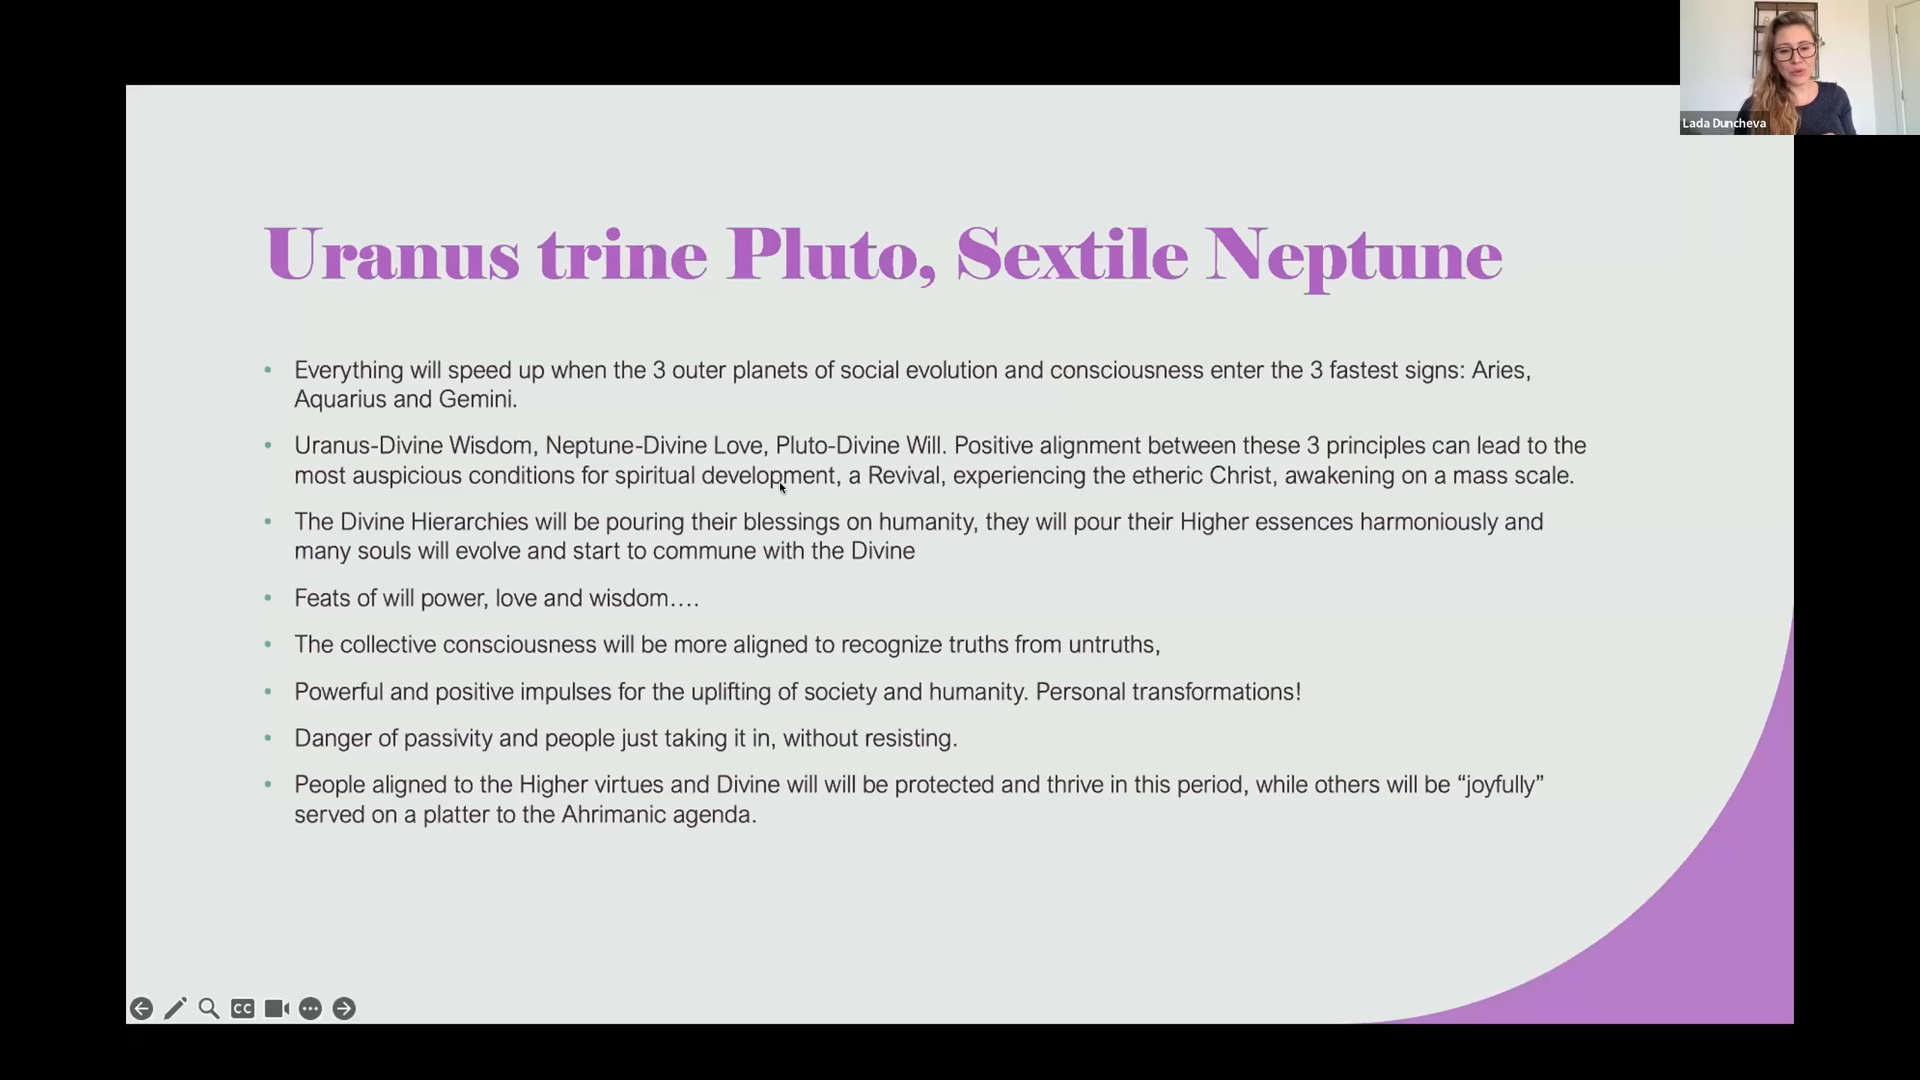 Lada Duncheva
Uranus trine Pluto, Sextile Neptune
• Everything will speed up when the 3 outer planets of social evolution and consciousness enter the 3 fastest signs: Aries,
Aquarius and Gemini.
• Uranus-Divine Wisdom, Neptune-Divine Love, Pluto-Divine Will. Positive alignment between these 3 principles can lead to the
most auspicious conditions for spiritual development, a Revival, experiencing the etheric Christ, awakening on a mass scale.
• The Divine Hierarchies will be pouring their blessings on humanity, they will pour their Higher essences harmoniously and
many souls will evolve and start to commune with the Divine
• Feats of will power, love and wisdom….
• The collective consciousness will be more aligned to recognize truths from untruths,
• Powerful and positive impulses for the uplifting of society and humanity. Personal transformations!
• Danger of passivity and people just taking it in, without resisting.
• People aligned to the Higher virtues and Divine will will be protected and thrive in this period, while others will be “joyfully”
served on a platter to the Ahrimanic agenda.
CC